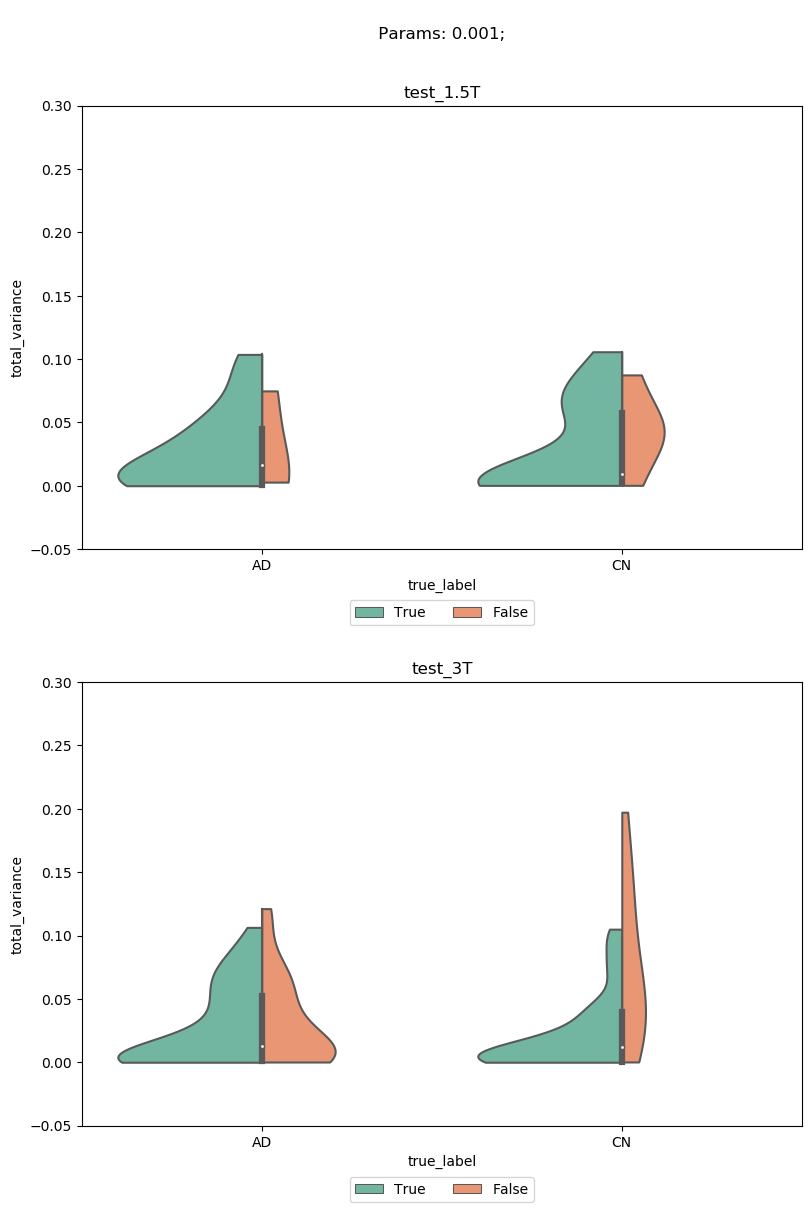 Params: 0.001;
test_1.5T
0.30
0.25
0.20
0.15
0.10
0.05
0.00
−0.05
total_variance
AD
CN
true_label
True
False
test_3T
0.30
0.25
0.20
0.15
0.10
0.05
0.00
−0.05
total_variance
AD
CN
true_label
True
False